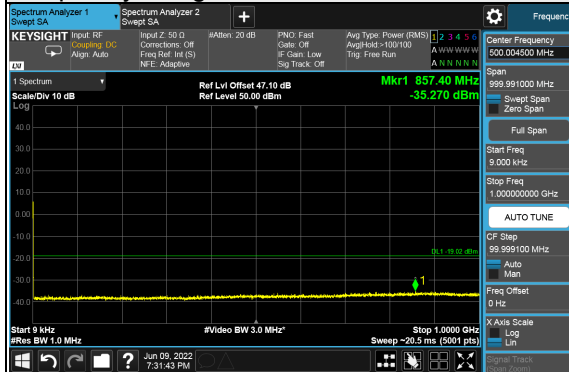 Spectrum Analyzer 1
Swept SA
Spectrum Analyzer 2
Swept SA
+
Frequenc
KEYSIGHT
Input: RF
Coupling: DC
Align: Auto
Input Z: 50 Ω
Corrections: Off
Freq Ref: Int (S)
NFE: Adaptive
#Atten: 20 dB
PNO: Fast
Gate: Off
IF Gain: Low
Sig Track: Off
Avg Type: Power (RMS)
Avg|Hold:>100/100
Trig: Free Run
1 2 3 4 5 6
A W W W W W
A N N N N N
LXI
1 Spectrum
Scale/Div 10 dB
Log
Ref Lvl Offset 47.10 dB
Ref Level 50.00 dBm
Mkr1 857.40 MHz
-35.270 dBm
40.0
30.0
20.0
10.0
0.00
-10.0
-20.0
-30.0
-40.0
DL1 -19.02 dBm
1
Start 9 kHz
#Res BW 1.0 MHz
#Video BW 3.0 MHz*
Stop 1.0000 GHz
Sweep ~20.5 ms (5001 pts)
?
Jun 09, 2022
7:31:43 PM
Center Frequency
500.004500 MHz
Span
999.991000 MHz
Swept Span
Zero Span
Full Span
Start Freq
9.000 kHz
Stop Freq
1.000000000 GHz
AUTO TUNE
CF Step
99.999100 MHz
Auto
Man
Freq Offset
0 Hz
X Axis Scale
Log
Lin
Signal Track
(Span Zoom)